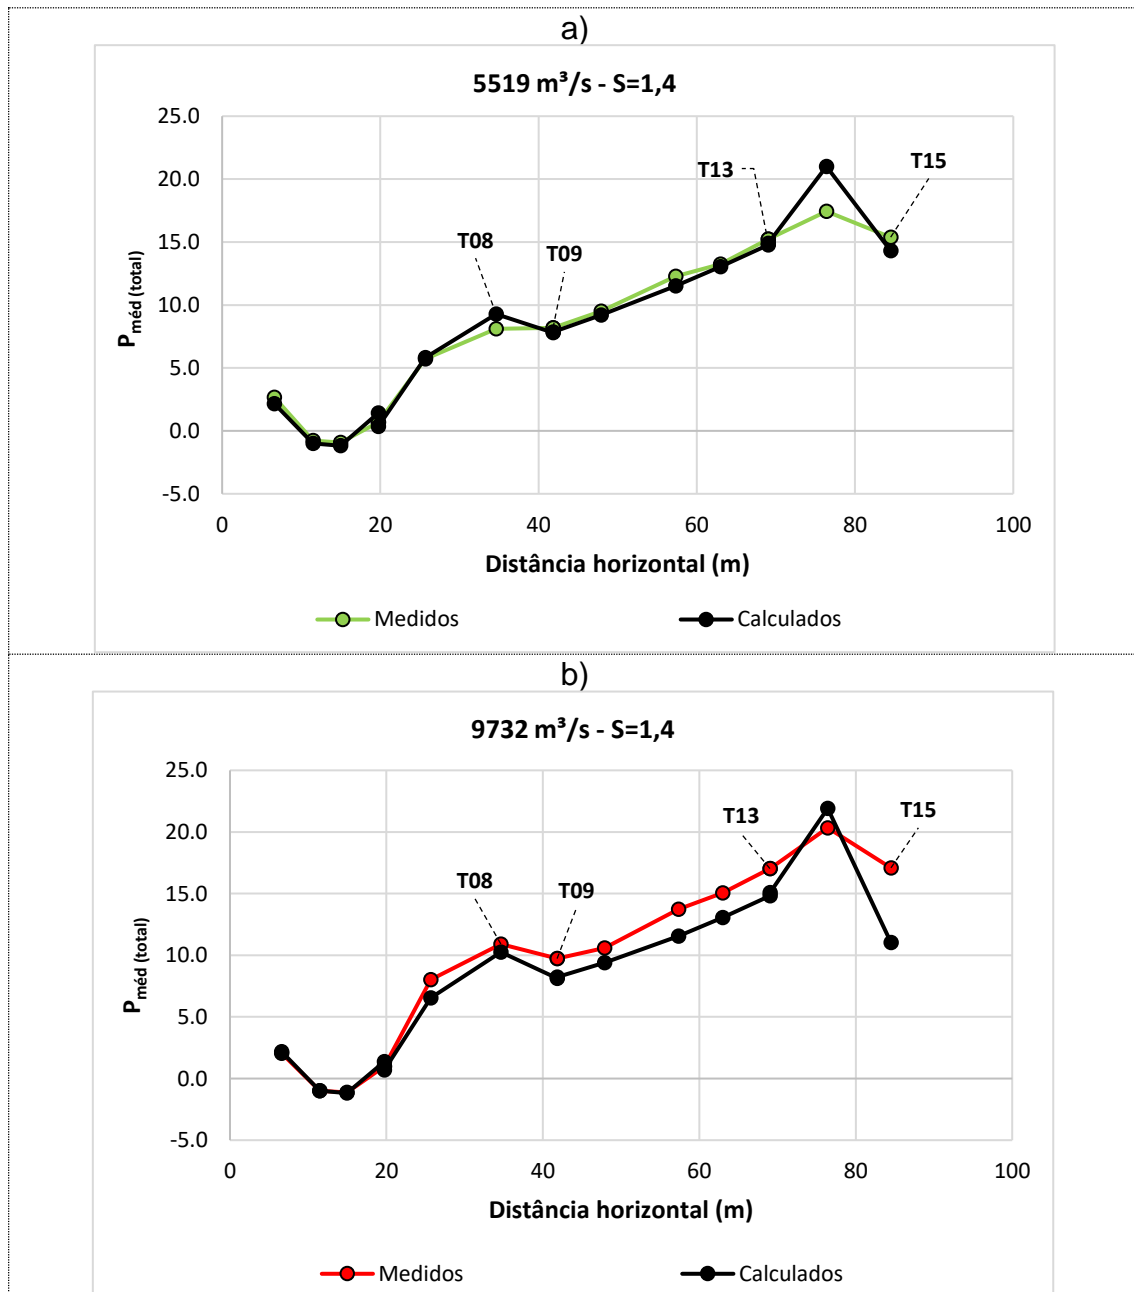 a)
5519 m³/s - S=1,4
25.0
20.0
15.0
10.0
5.0
0.0
-5.0
P méd (total)
T08
T09
T13
T15
0 20 40 60 80 100
Distância horizontal (m)
Medidos Calculados
b)
9732 m³/s - S=1,4
25.0
20.0
15.0
10.0
5.0
0.0
-5.0
P méd (total)
T08
T09
T13
T15
0 20 40 60 80 100
Distância horizontal (m)
Medidos Calculados